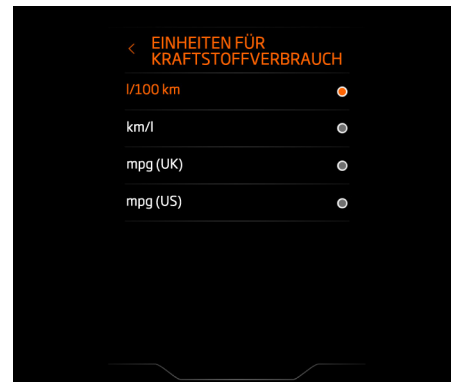 EINHEITEN FÜR
KRAFTSTOFFVERBRAUCH
l/100 km
km/l
mpg (UK)
mpg (US)